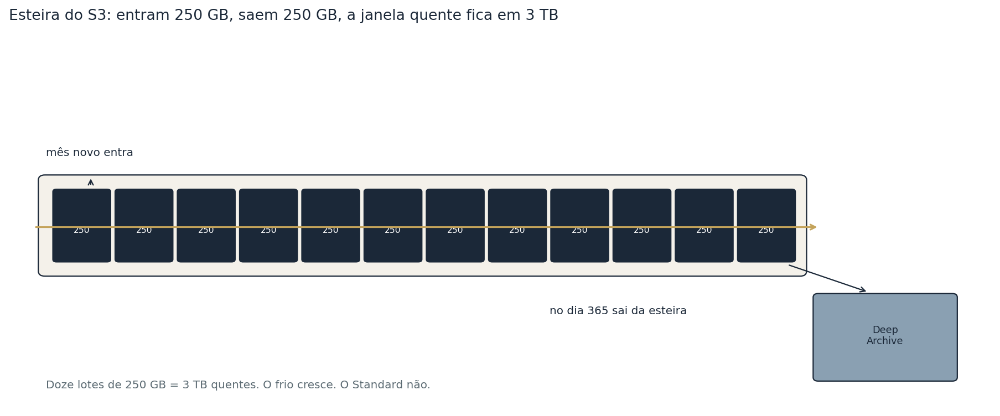 Esteira do S3: entram 250 GB, saem 250 GB, a janela quente fica em 3 TB
mês novo entra
250 250 250 250 250 250 250 250 250 250 250 250
no dia 365 sai da esteira
Deep
Archive
Doze lotes de 250 GB = 3 TB quentes. O frio cresce. O Standard não.